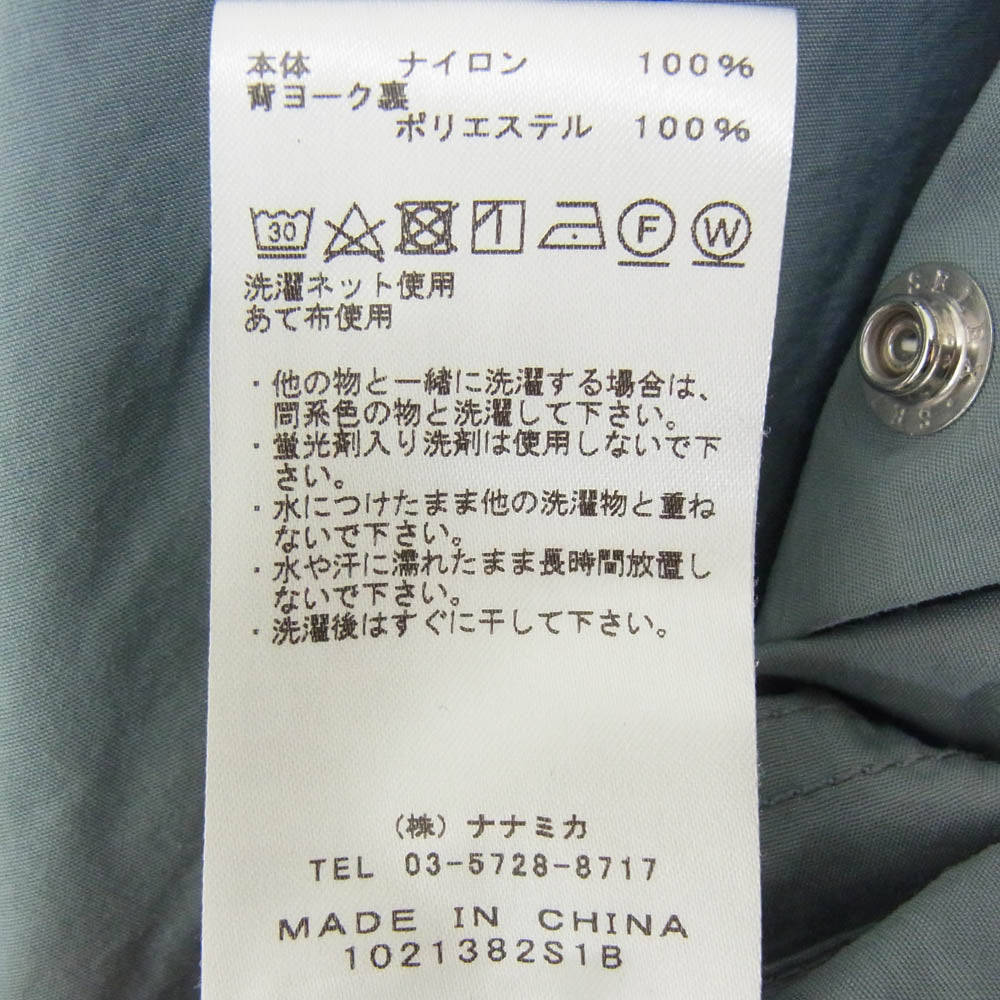 本体 ナイロン 100%
背ヨーク裏
ポリエステル 100%
30 F W
洗濯ネット使用
あて布使用
・他の物と一緒に洗濯する場合は、
同系色の物と洗濯して下さい。
・蛍光剤入り洗剤は使用しないで下
さい。
・水につけたまま他の洗濯物と重ね
ないで下さい。
・水や汗に濡れたまま長時間放置し
ないで下さい。
・洗濯後はすぐに干して下さい。
(株)ナナミカ
TEL 03-5728-8717
MADE IN CHINA
1021382S1B